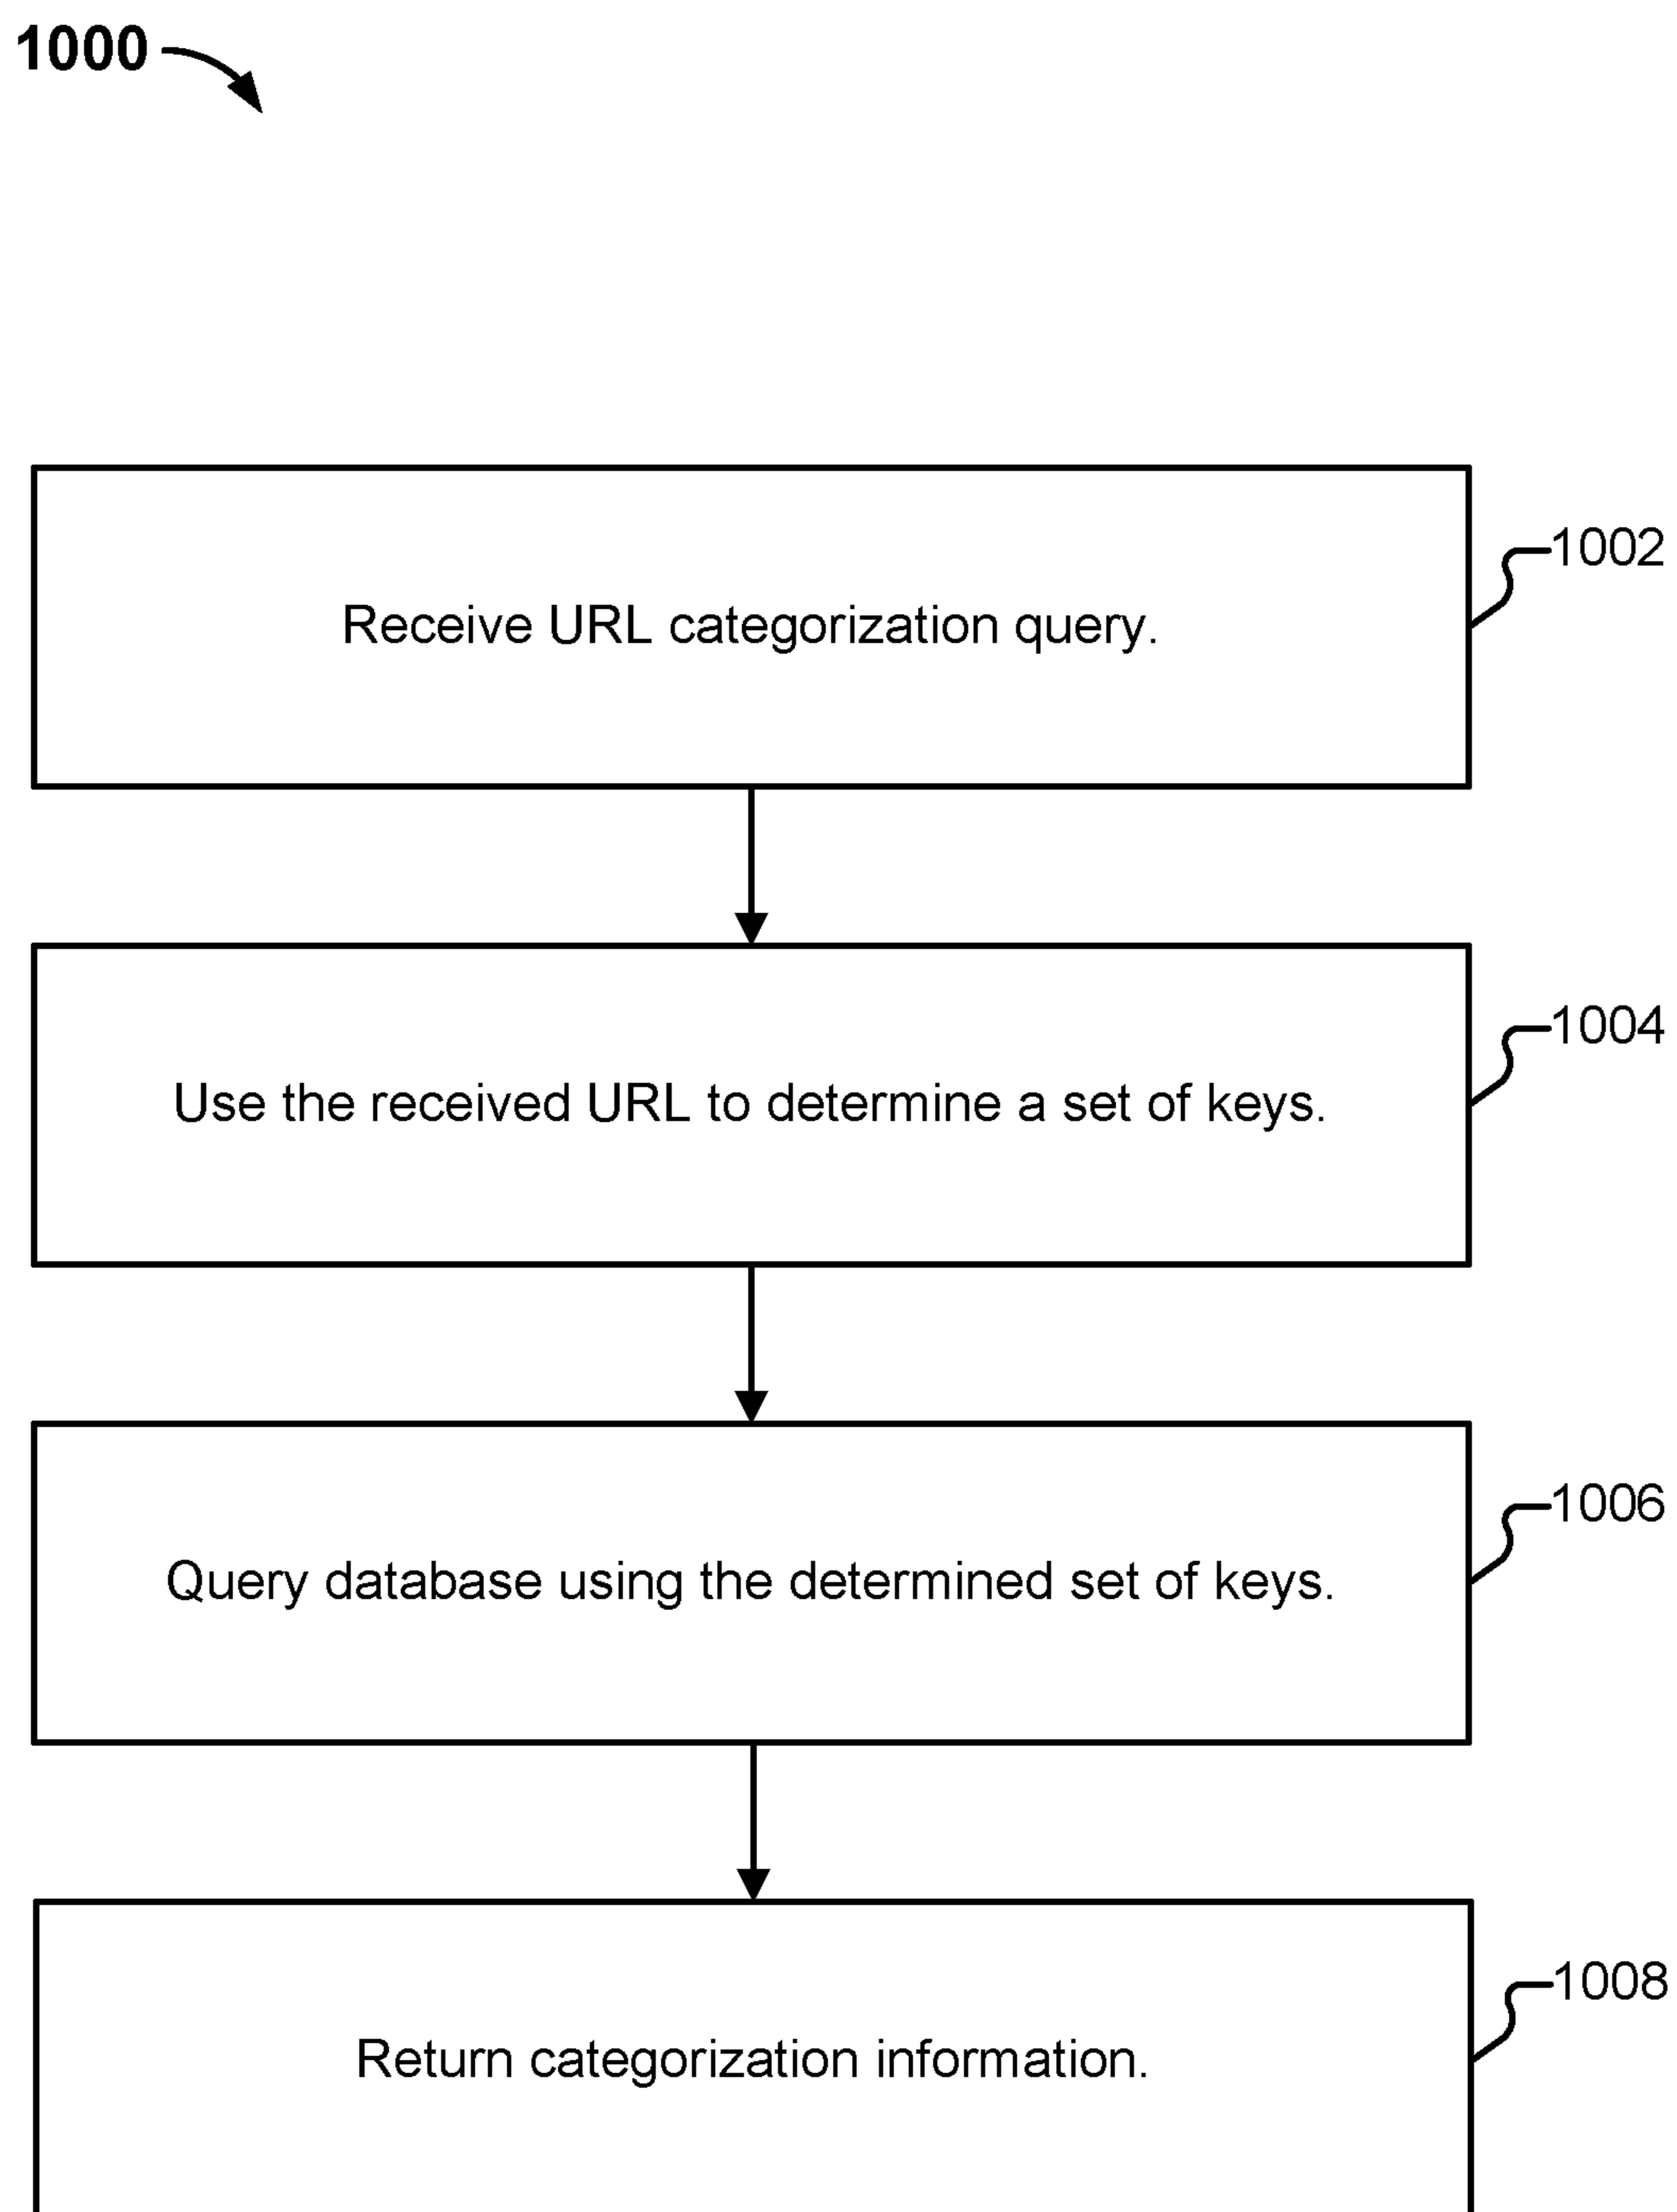 1000
Receive URL categorization query.
1002
Use the received URL to determine a set of keys.
1004
Query database using the determined set of keys.
1006
Return categorization information.
1008